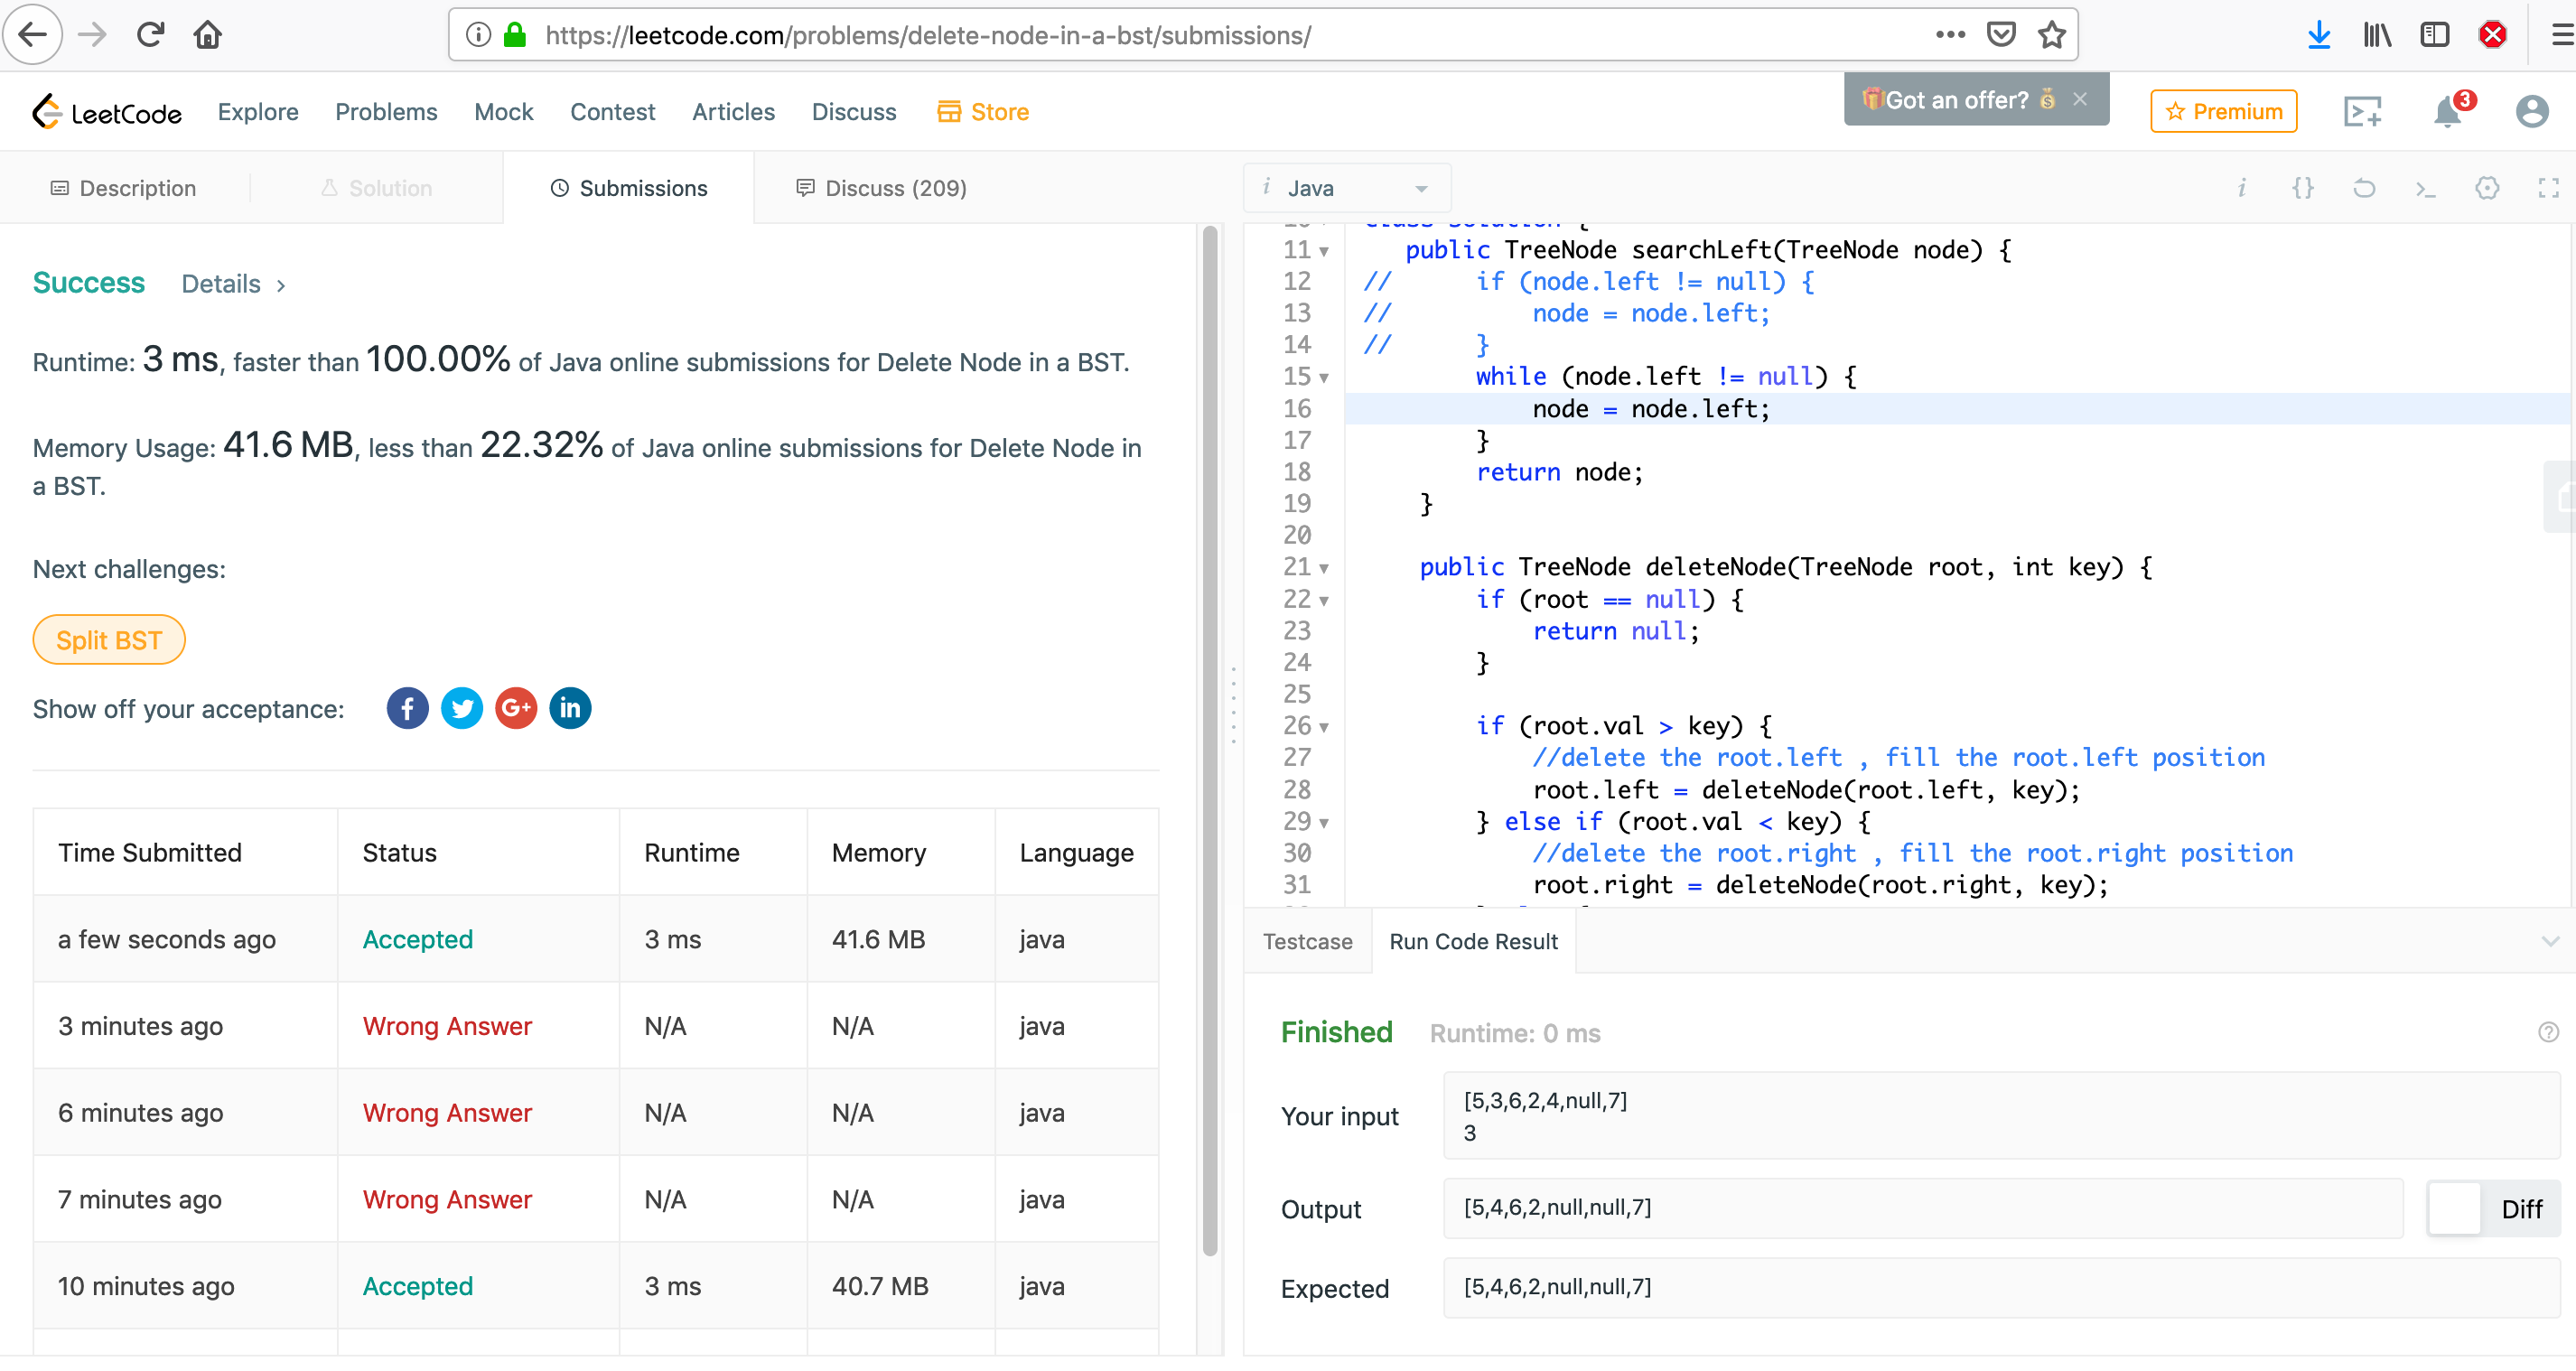 https://leetcode.com/problems/delete-node-in-a-bst/submissions/
LeetCode Explore Problems Mock Contest Articles Discuss Store 🎁Got an offer? 💰 × Premium 3
Description Solution Submissions Discuss (209)
Success Details >
Runtime: 3 ms, faster than 100.00% of Java online submissions for Delete Node in a BST.
Memory Usage: 41.6 MB, less than 22.32% of Java online submissions for Delete Node in
a BST.
Next challenges:
Split BST
Show off your acceptance: f G+ in
Time Submitted Status Runtime Memory Language
a few seconds ago Accepted 3 ms 41.6 MB java
3 minutes ago Wrong Answer N/A N/A java
6 minutes ago Wrong Answer N/A N/A java
7 minutes ago Wrong Answer N/A N/A java
10 minutes ago Accepted 3 ms 40.7 MB java
i Java i {} >_
11 public TreeNode searchLeft(TreeNode node) {
12 // if (node.left != null) {
13 // node = node.left;
14 // }
15 while (node.left != null) {
16 node = node.left;
17 }
18 return node;
19 }
20
21 public TreeNode deleteNode(TreeNode root, int key) {
22 if (root == null) {
23 return null;
24 }
25
26 if (root.val > key) {
27 //delete the root.left , fill the root.left position
28 root.left = deleteNode(root.left, key);
29 } else if (root.val < key) {
30 //delete the root.right , fill the root.right position
31 root.right = deleteNode(root.right, key);
Testcase Run Code Result
Finished Runtime: 0 ms
Your input
[5,3,6,2,4,null,7]
3
Output [5,4,6,2,null,null,7] Diff
Expected [5,4,6,2,null,null,7]